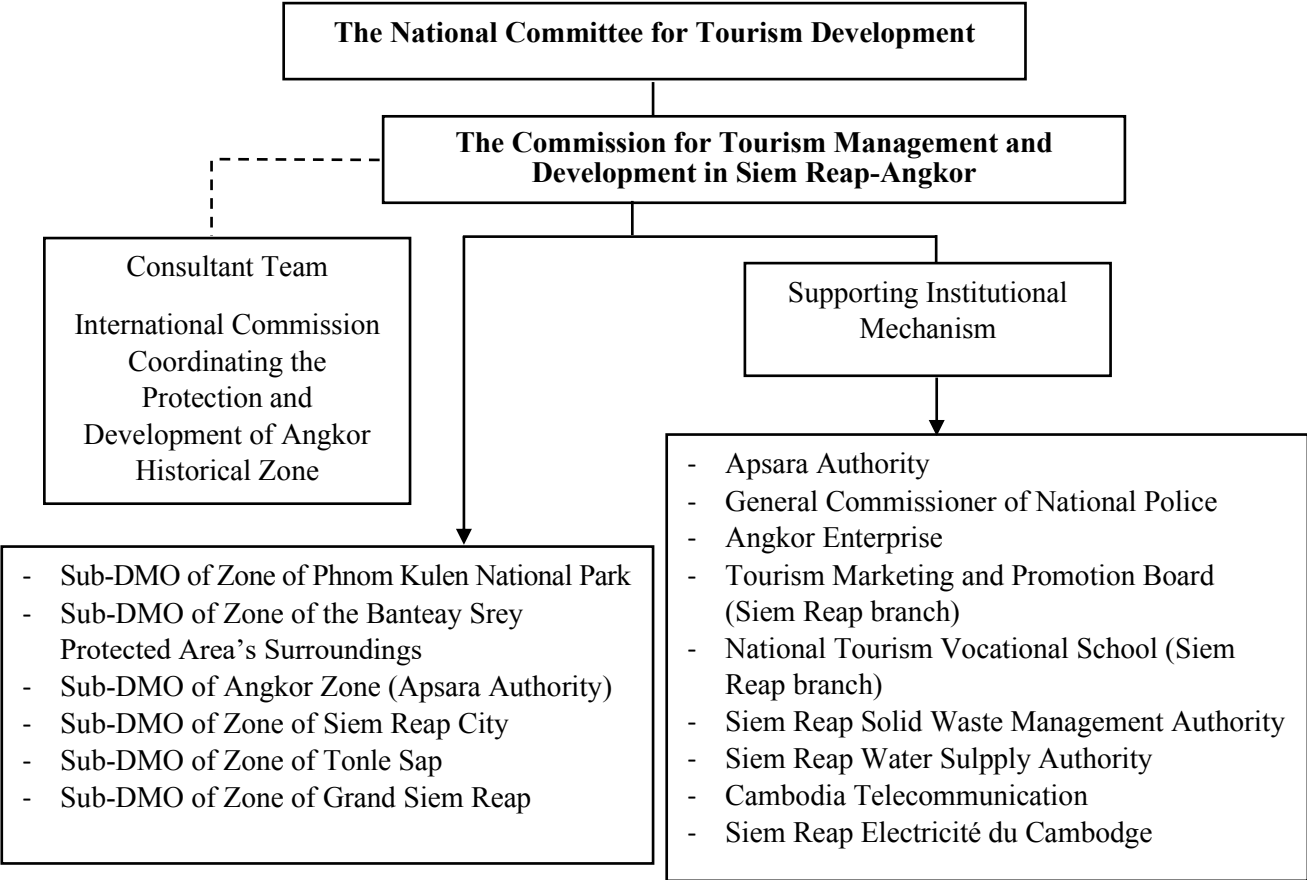 The National Committee for Tourism Development
The Commission for Tourism Management and
Development in Siem Reap-Angkor
Consultant Team
International Commission
Coordinating the
Protection and
Development of Angkor
Historical Zone
Supporting Institutional
Mechanism
- Sub-DMO of Zone of Phnom Kulen National Park
- Sub-DMO of Zone of the Banteay Srey
Protected Area’s Surroundings
- Sub-DMO of Angkor Zone (Apsara Authority)
- Sub-DMO of Zone of Siem Reap City
- Sub-DMO of Zone of Tonle Sap
- Sub-DMO of Zone of Grand Siem Reap
- Apsara Authority
- General Commissioner of National Police
- Angkor Enterprise
- Tourism Marketing and Promotion Board
(Siem Reap branch)
- National Tourism Vocational School (Siem
Reap branch)
- Siem Reap Solid Waste Management Authority
- Siem Reap Water Sulpply Authority
- Cambodia Telecommunication
- Siem Reap Electricité du Cambodge